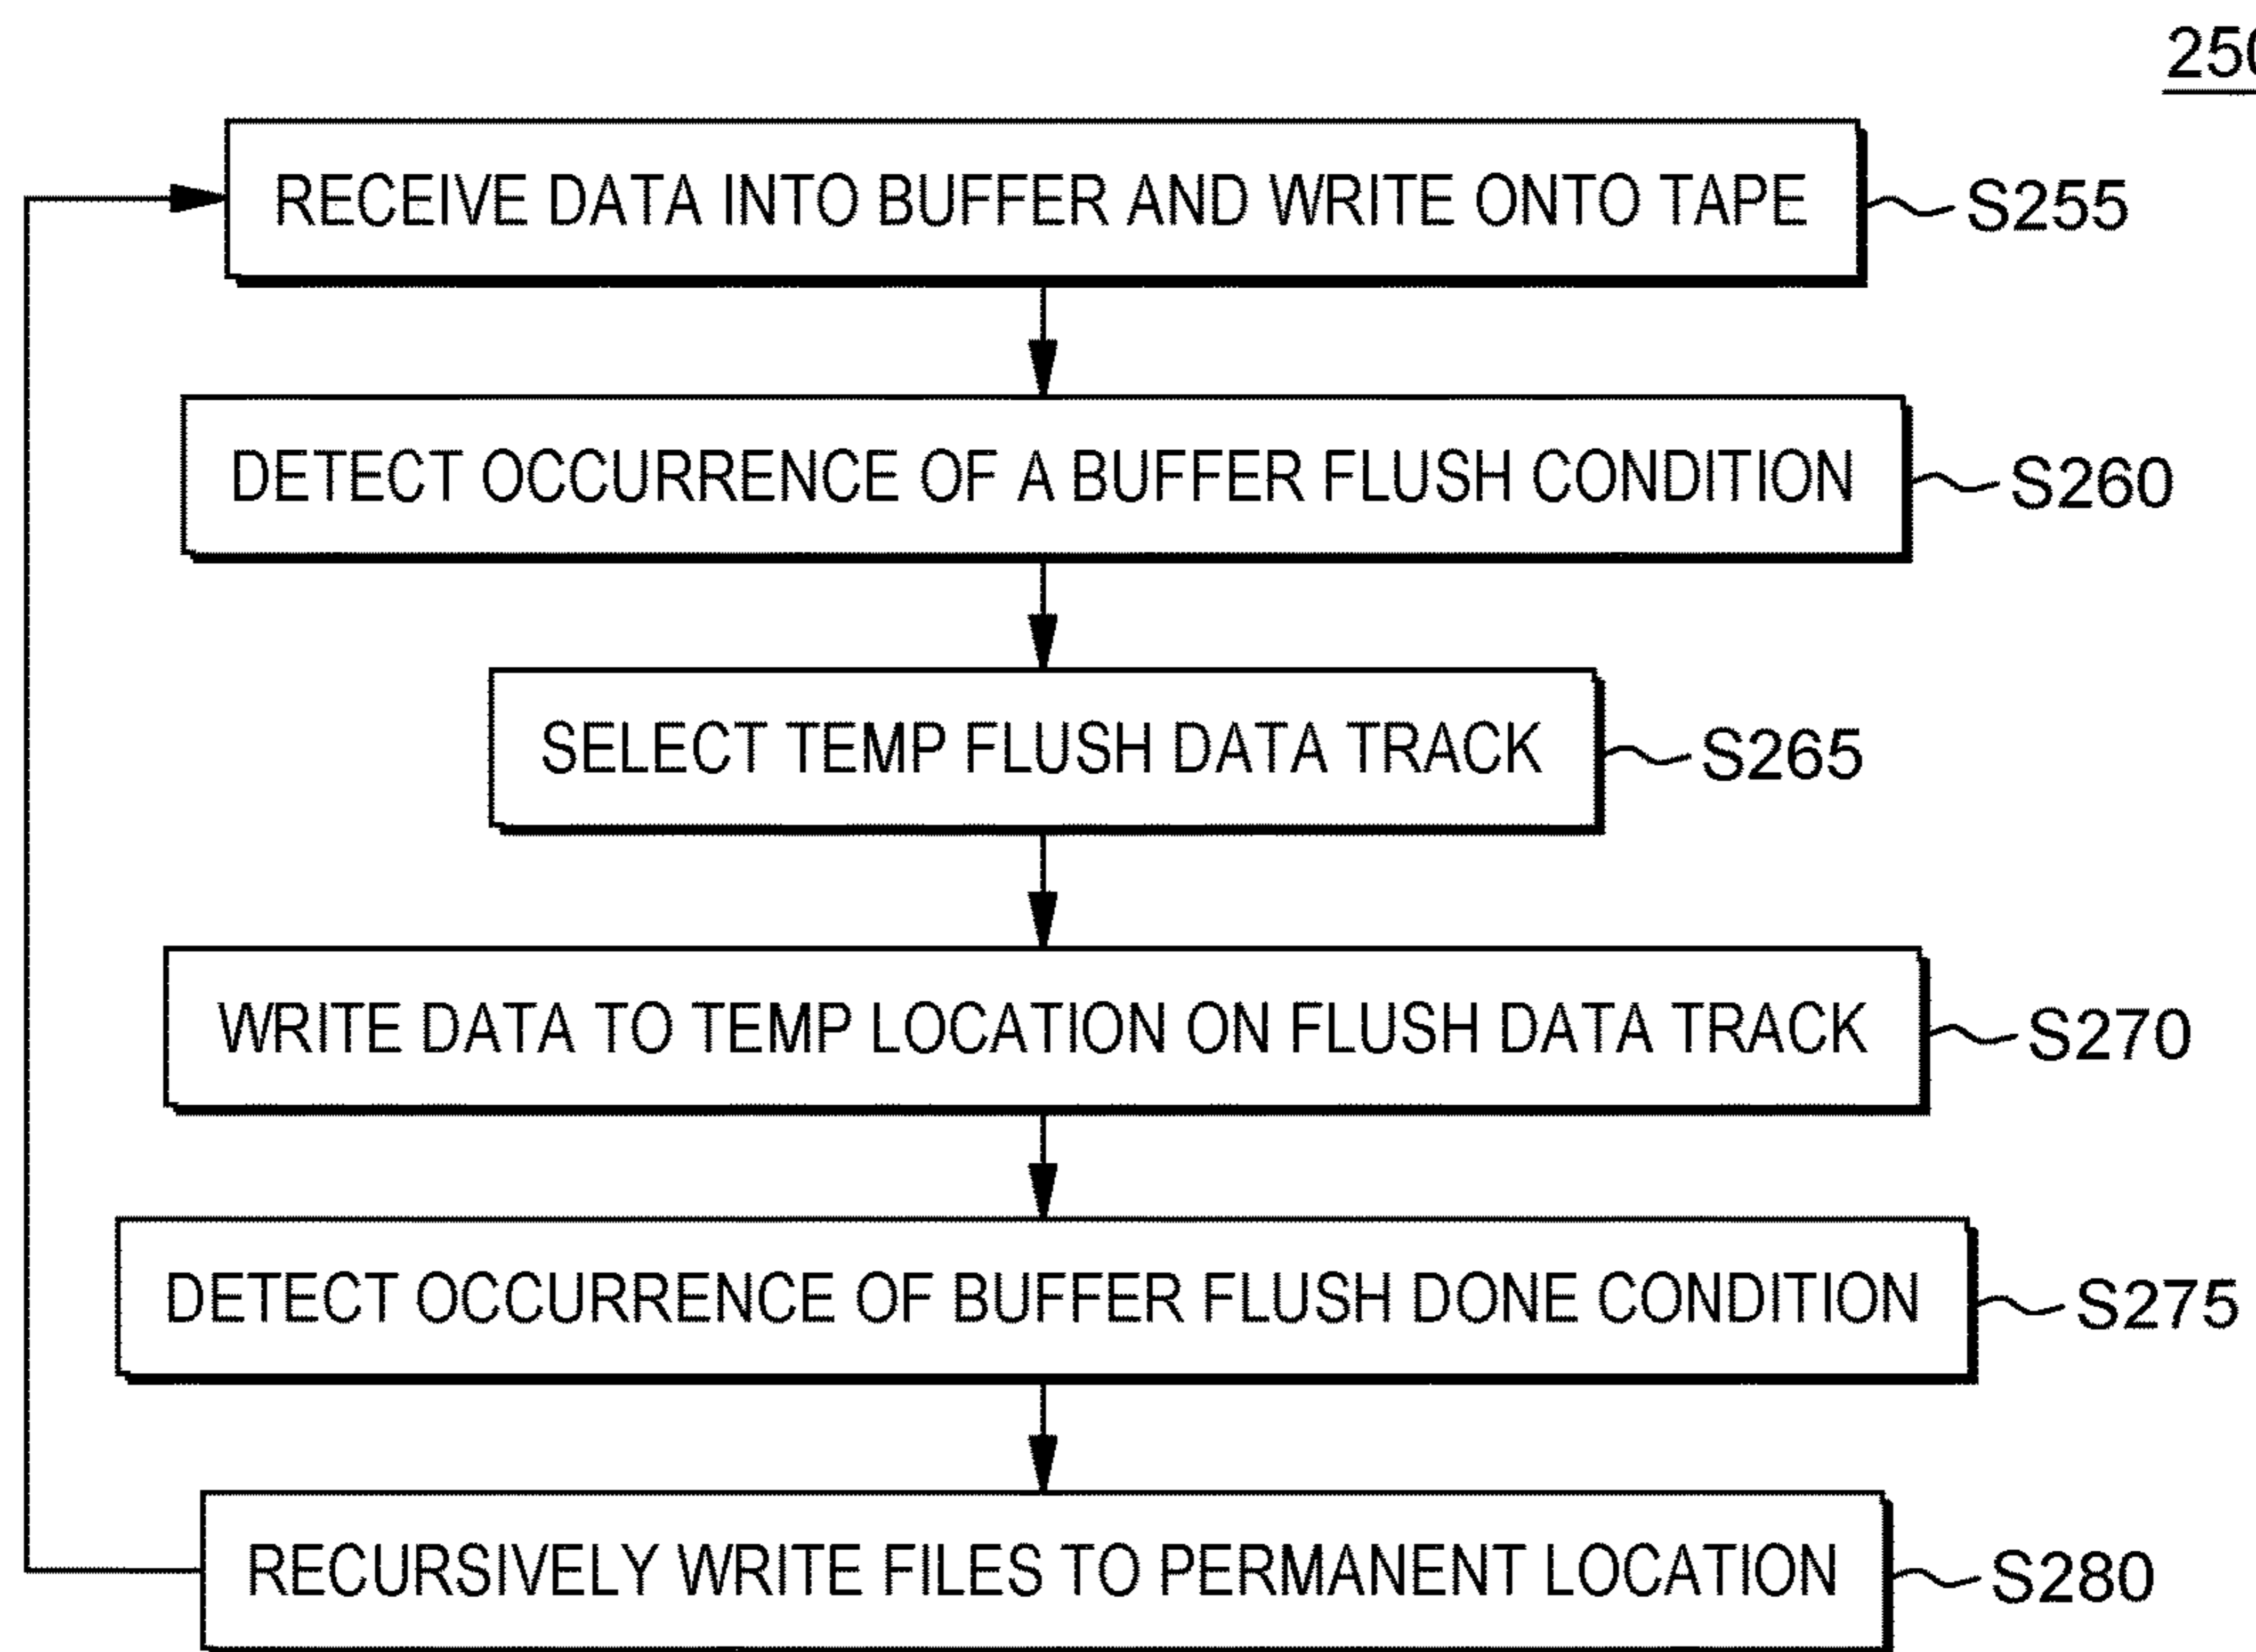 250
RECEIVE DATA INTO BUFFER AND WRITE ONTO TAPE
S255
DETECT OCCURRENCE OF A BUFFER FLUSH CONDITION
S260
SELECT TEMP FLUSH DATA TRACK
S265
WRITE DATA TO TEMP LOCATION ON FLUSH DATA TRACK
S270
DETECT OCCURRENCE OF BUFFER FLUSH DONE CONDITION
S275
RECURSIVELY WRITE FILES TO PERMANENT LOCATION
S280